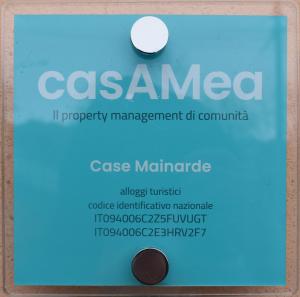 casAMea
Il property management di comunità
Case Mainarde
alloggi turistici
codice identificativo nazionale
IT094006C2Z5FUVUGT
IT094006C2E3HRV2F7